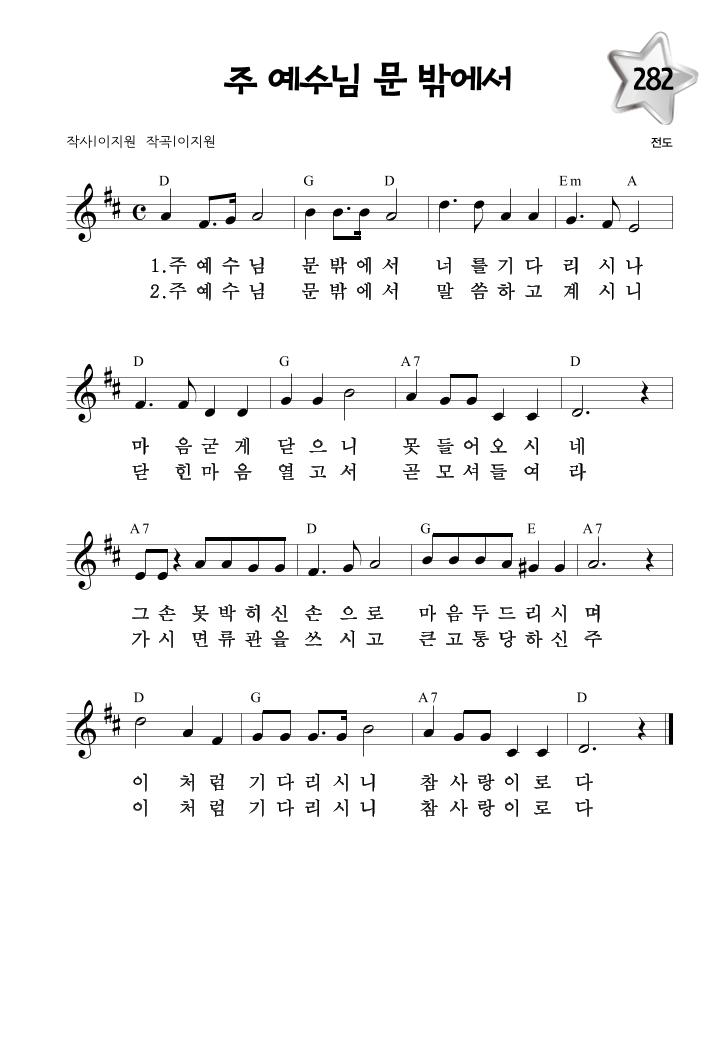 주 예수님 문 밖에서
282
작사|이지원 작곡|이지원
전도
D G D Em A
1.주 예 수 님 문 밖 에 서 너 를 기 다 리 시 나
2.주 예 수 님 문 밖 에 서 말 씀 하 고 계 시 니
D G A7 D
마 음 굳 게 닫 으 니 못 들 어 오 시 네
닫 힌 마 음 열 고 서 곧 모 셔 들 여 라
A7 D G E A7
그 손 못 박 히 신 손 으 로 마 음 두 드 리 시 며
가 시 면 류 관 을 쓰 시 고 큰 고 통 당 하 신 주
D G A7 D
이 처 럼 기 다 리 시 니 참 사 랑 이 로 다
이 처 럼 기 다 리 시 니 참 사 랑 이 로 다